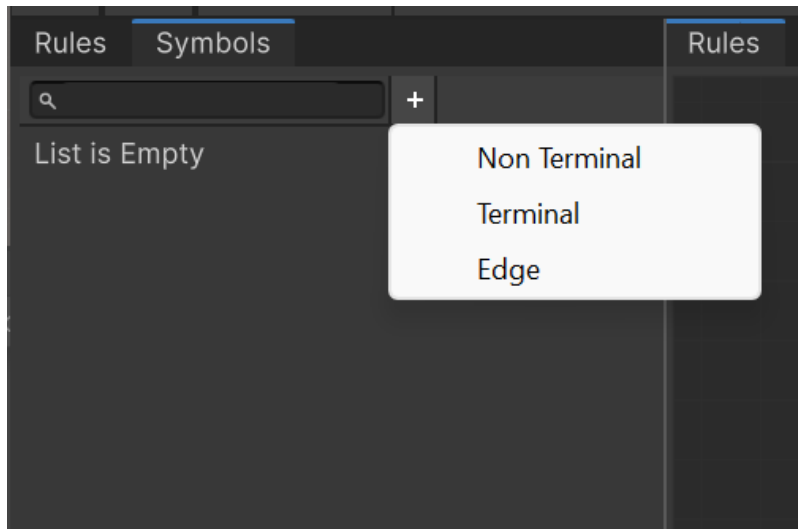 Rules Symbols Rules
+
List is Empty
Non Terminal
Terminal
Edge